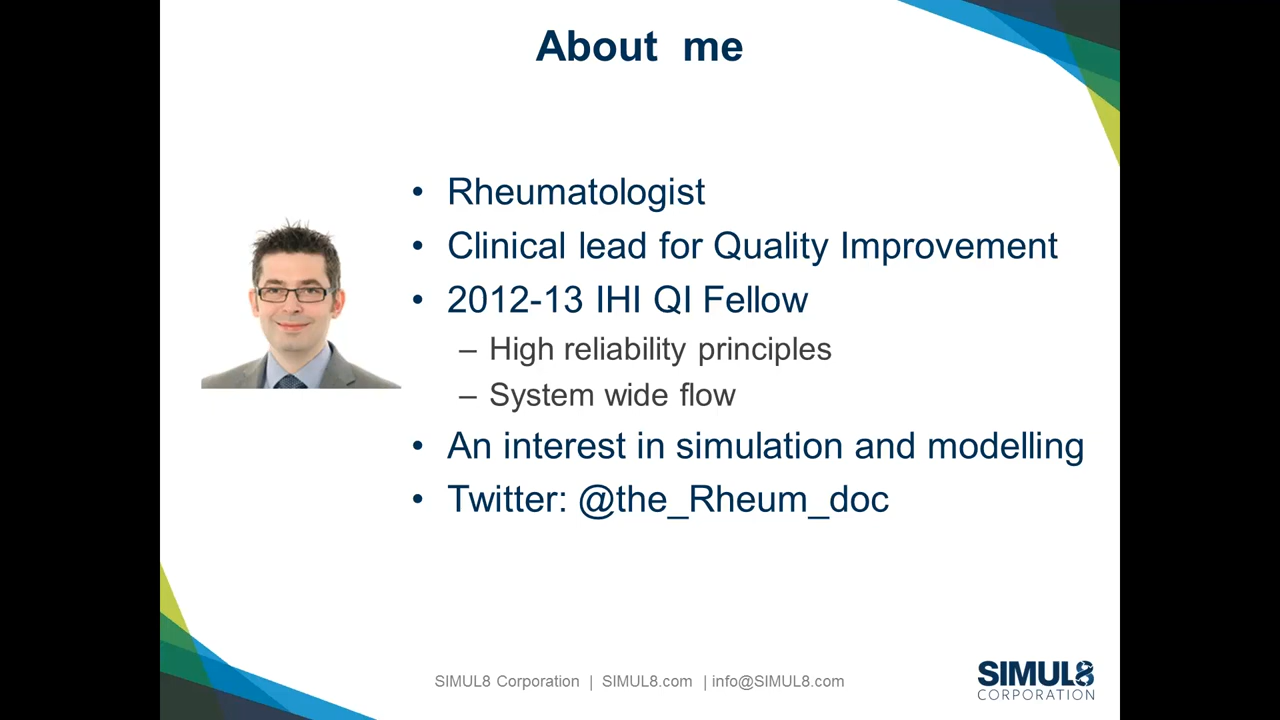 About me
• Rheumatologist
• Clinical lead for Quality Improvement
• 2012-13 IHI QI Fellow
– High reliability principles
– System wide flow
• An interest in simulation and modelling
• Twitter: @the_Rheum_doc
SIMUL8 Corporation | SIMUL8.com | info@SIMUL8.com
SIMUL8
CORPORATION